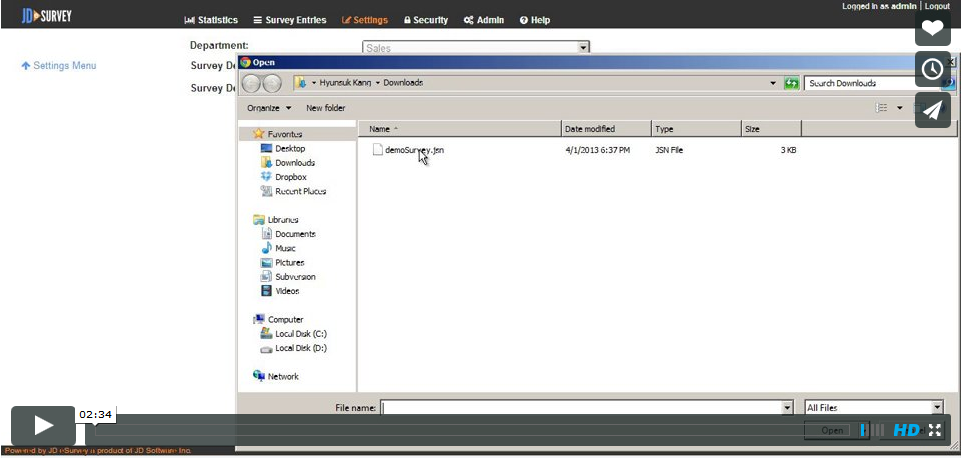 JD SURVEY
Statistics Survey Entries Settings Security Admin Help
Logged in as admin | Logout
Department: Sales
Settings Menu
Survey De
Survey De
Open
Hyunsuk Kang Downloads
Search Downloads
Organize New folder
Name Date modified Type Size
demoSurvey.jsn 4/1/2013 6:37 PM JSN File 3 KB
Favorites
Desktop
Downloads
Dropbox
Recent Places
Libraries
Documents
Music
Pictures
Subversion
Videos
Computer
Local Disk (C:)
Local Disk (D:)
Network
File name: All Files
02:34
Open
HD
Powered by JD eSurvey a product of JD Software Inc.